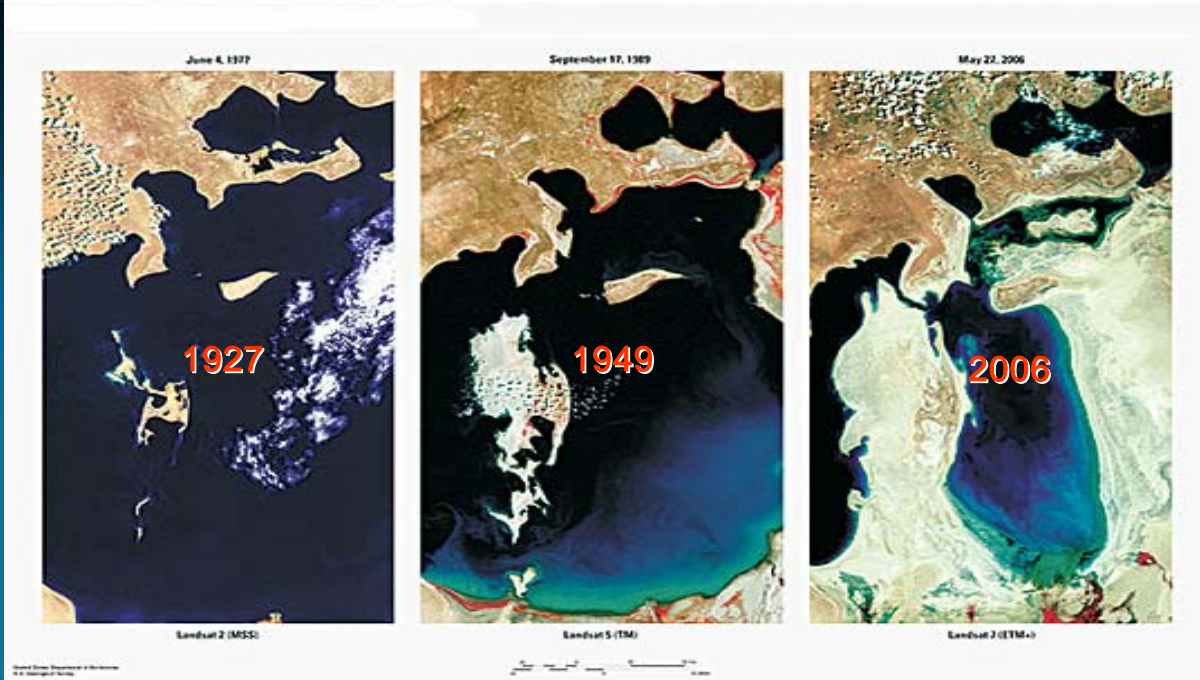 June 4, 1977
September 17, 1989
May 22, 2006
1927
1949
2006
Landsat 2 (MSS)
Landsat 5 (TM)
Landsat 7 (ETM+)